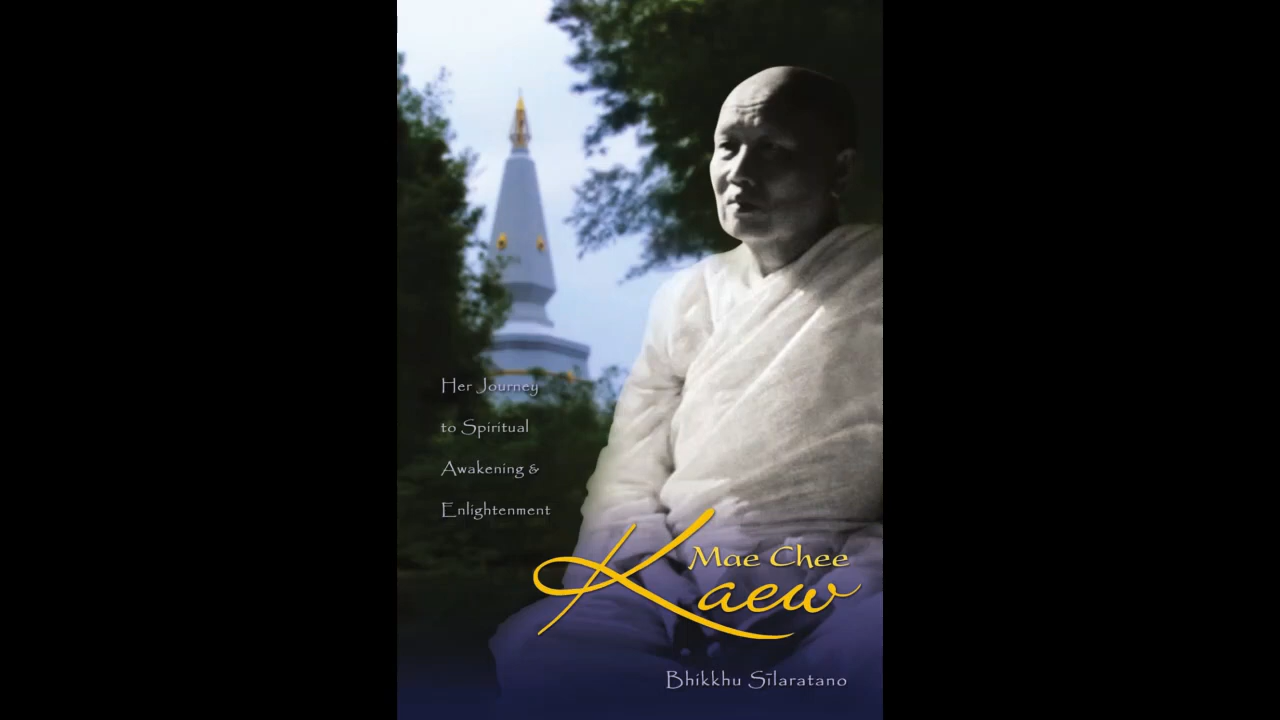 Her Journey
to Spiritual
Awakening &
Enlightenment
Mae Chee
Kaew
Bhikkhu Sīlaratano